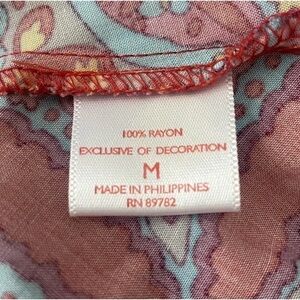 100% RAYON
EXCLUSIVE OF DECORATION
M
MADE IN PHILIPPINES
RN 89782